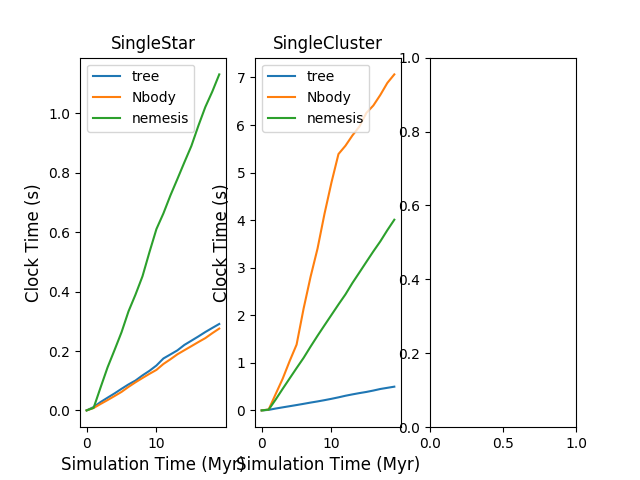 SingleStar
tree
Nbody
nemesis
Clock Time (s)
0.0
0.2
0.4
0.6
0.8
1.0
0
10
Simulation Time (Myr)
SingleCluster
tree
Nbody
nemesis
Clock Time (s)
0
1
2
3
4
5
6
7
0
10
Simulation Time (Myr)
0.0
0.2
0.4
0.6
0.8
1.0
0.0
0.5
1.0